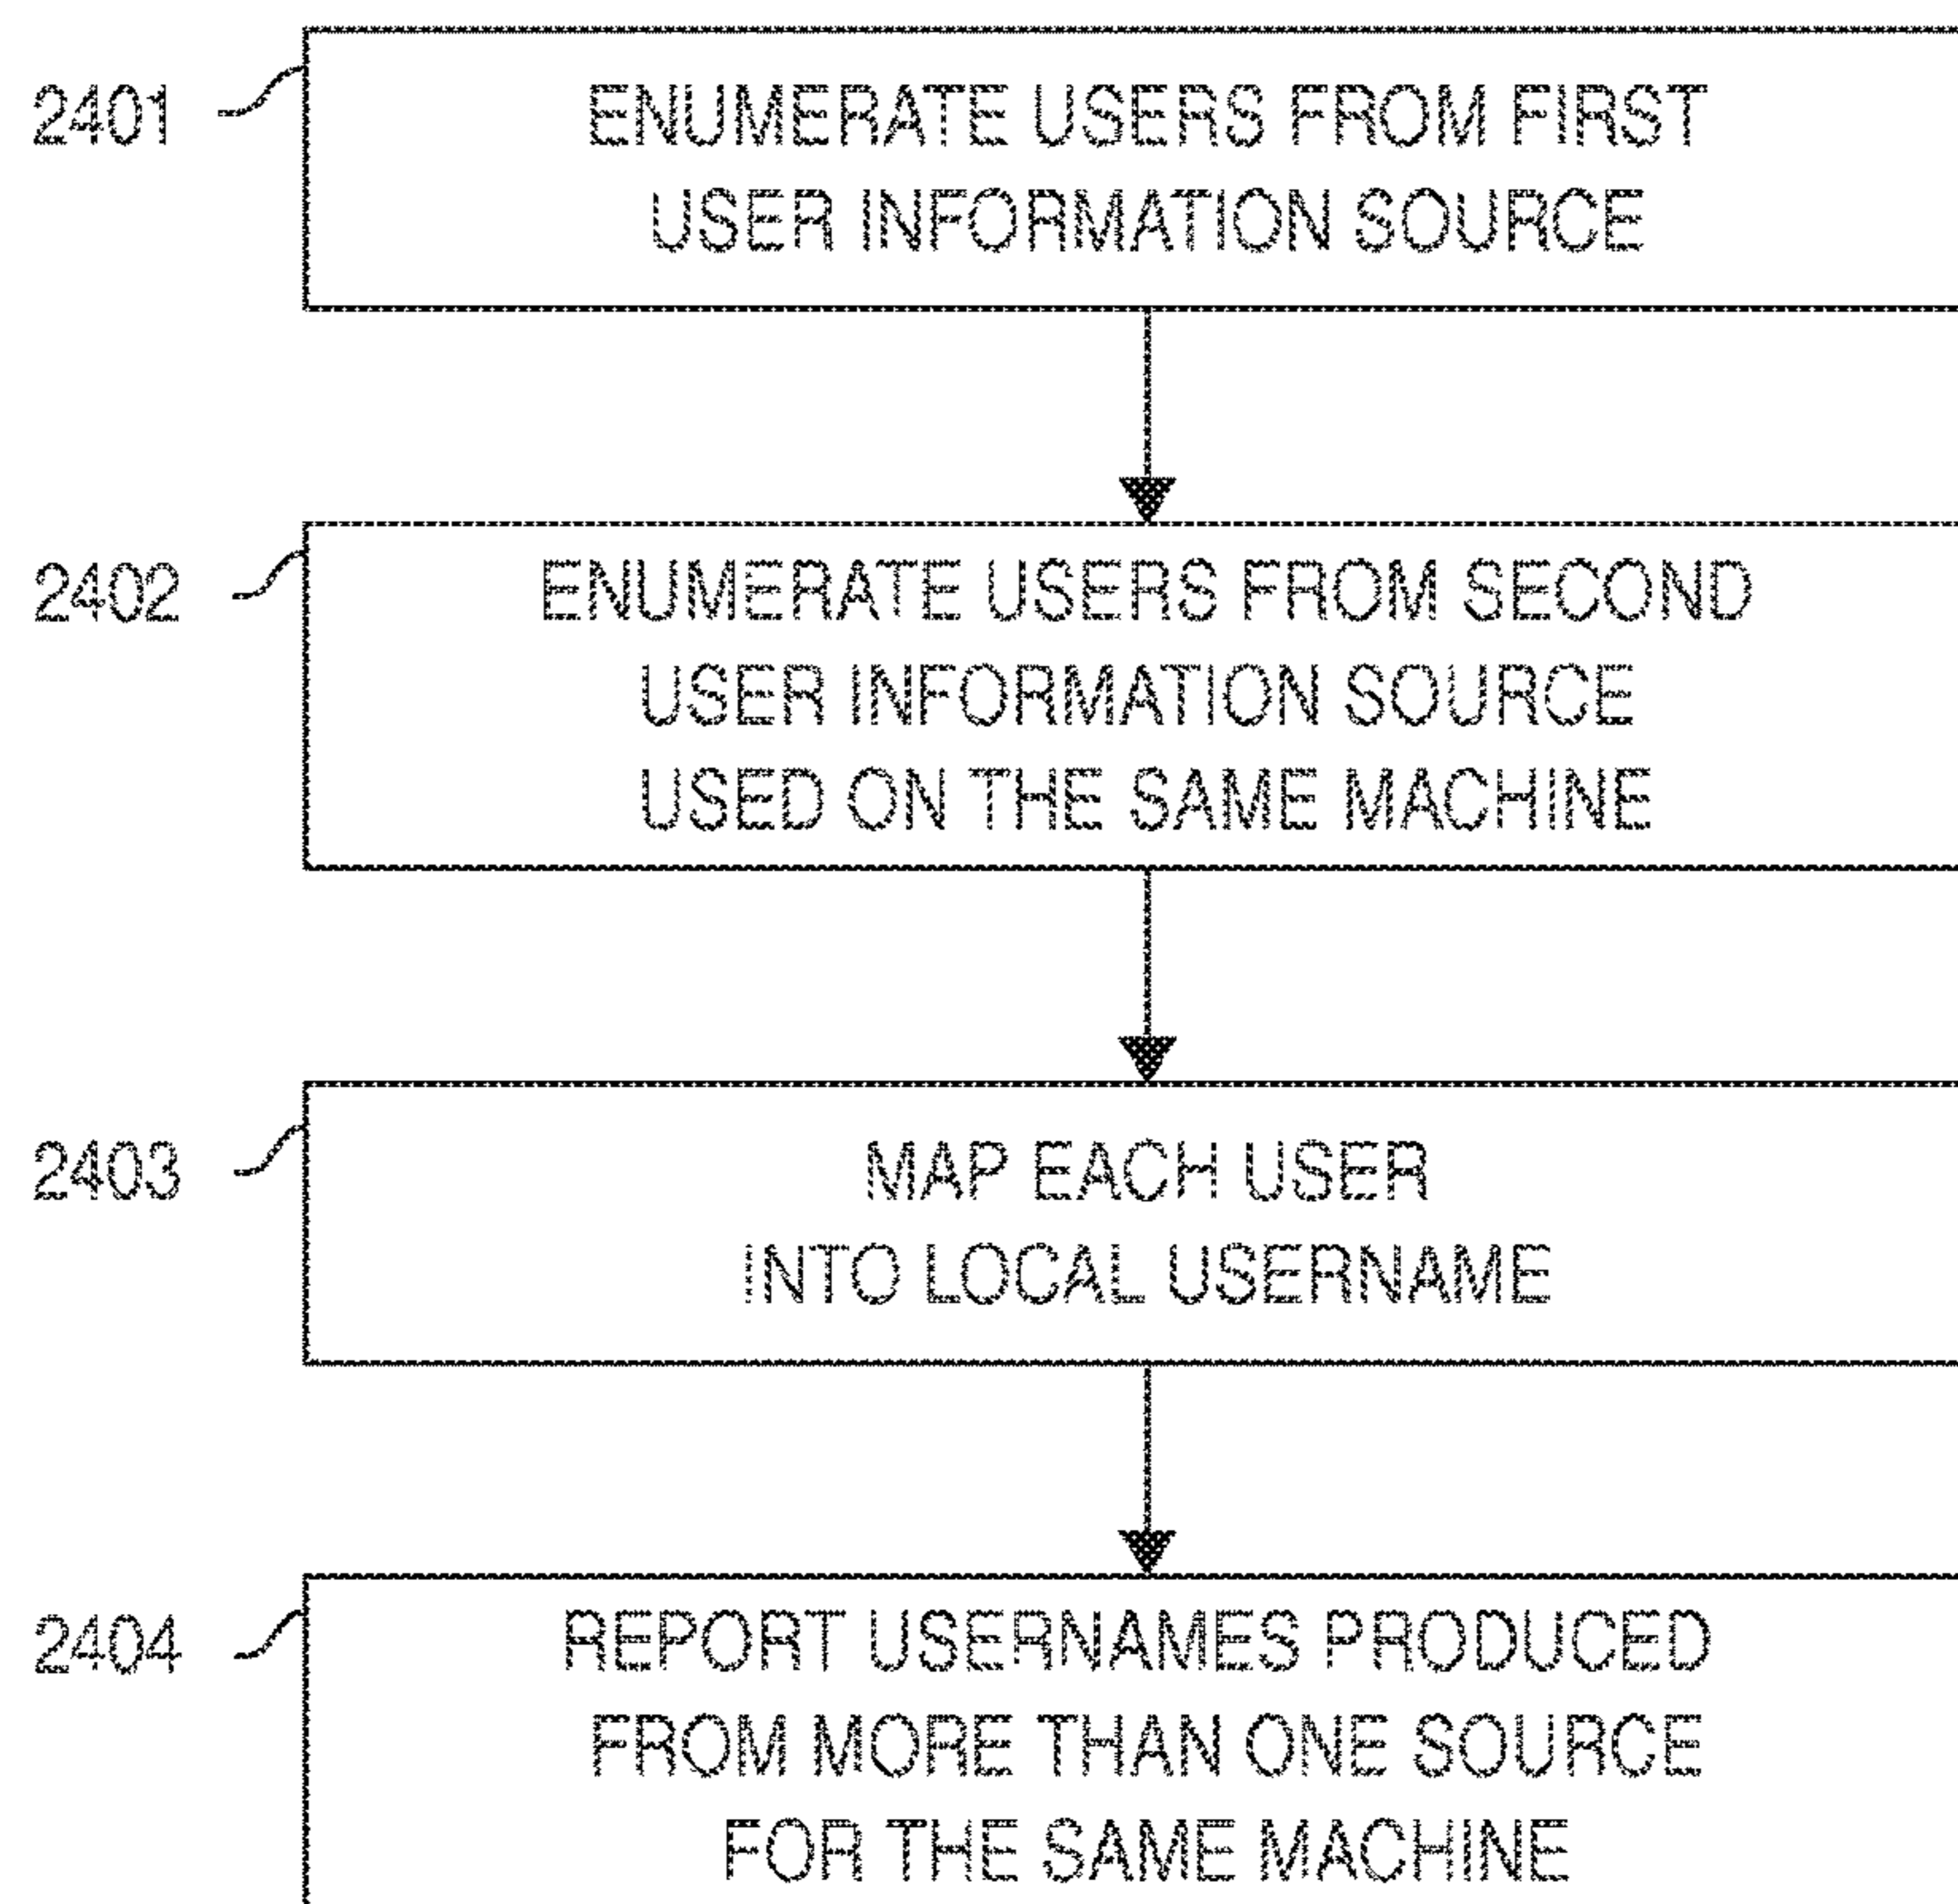 2401
ENUMERATE USERS FROM FIRST
USER INFORMATION SOURCE
2402
ENUMERATE USERS FROM SECOND
USER INFORMATION SOURCE
USED ON THE SAME MACHINE
2403
MAP EACH USER
INTO LOCAL USERNAME
2404
REPORT USERNAMES PRODUCED
FROM MORE THAN ONE SOURCE
FOR THE SAME MACHINE